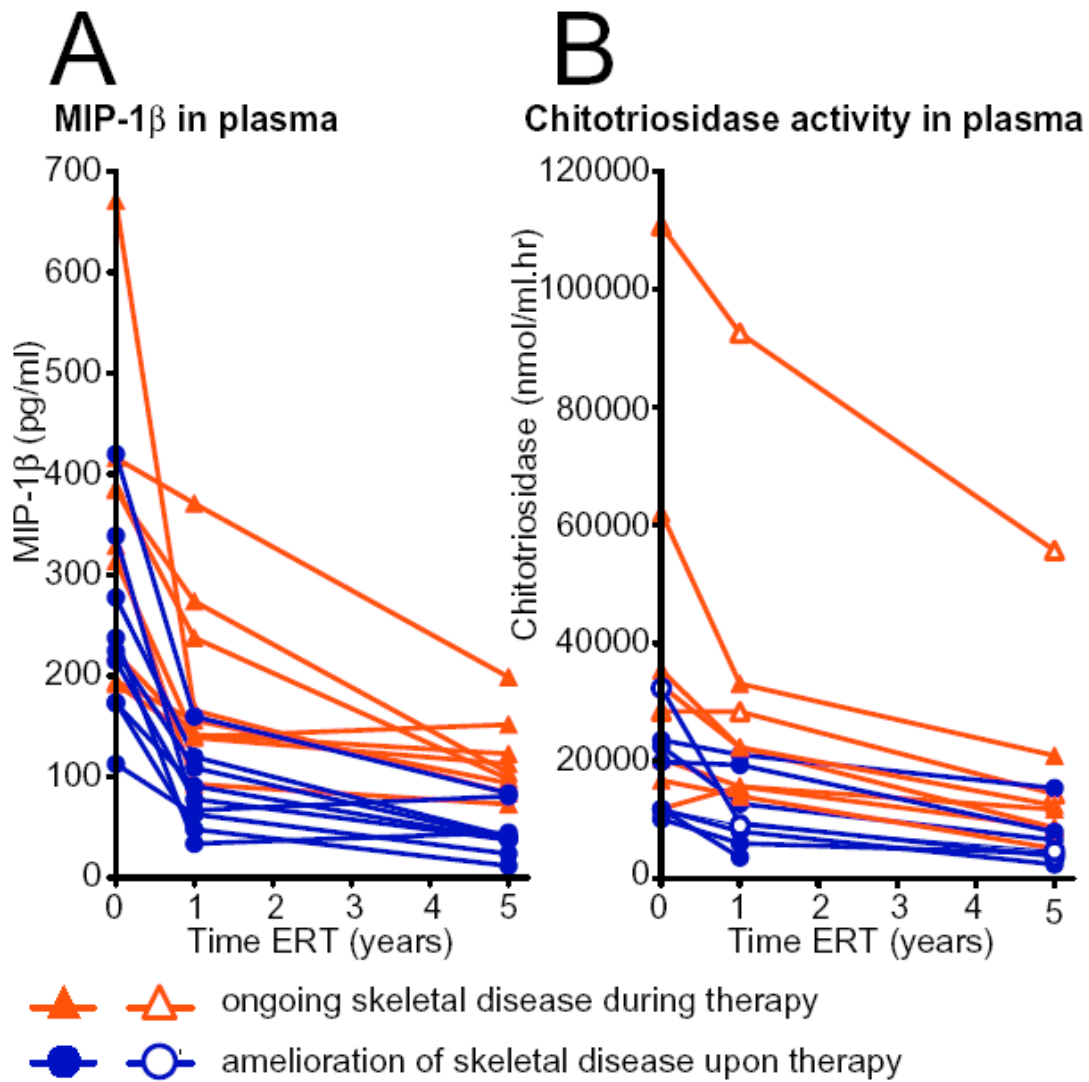 A
MIP-1β in plasma
MIP-1β (pg/ml)
700
600
500
400
300
200
100
0
0 1 2 3 4 5
Time ERT (years)
B
Chitotriosidase activity in plasma
Chitotriosidase (nmol/ml.hr)
120000
100000
80000
60000
40000
20000
0
0 1 2 3 4 5
Time ERT (years)
ongoing skeletal disease during therapy
amelioration of skeletal disease upon therapy